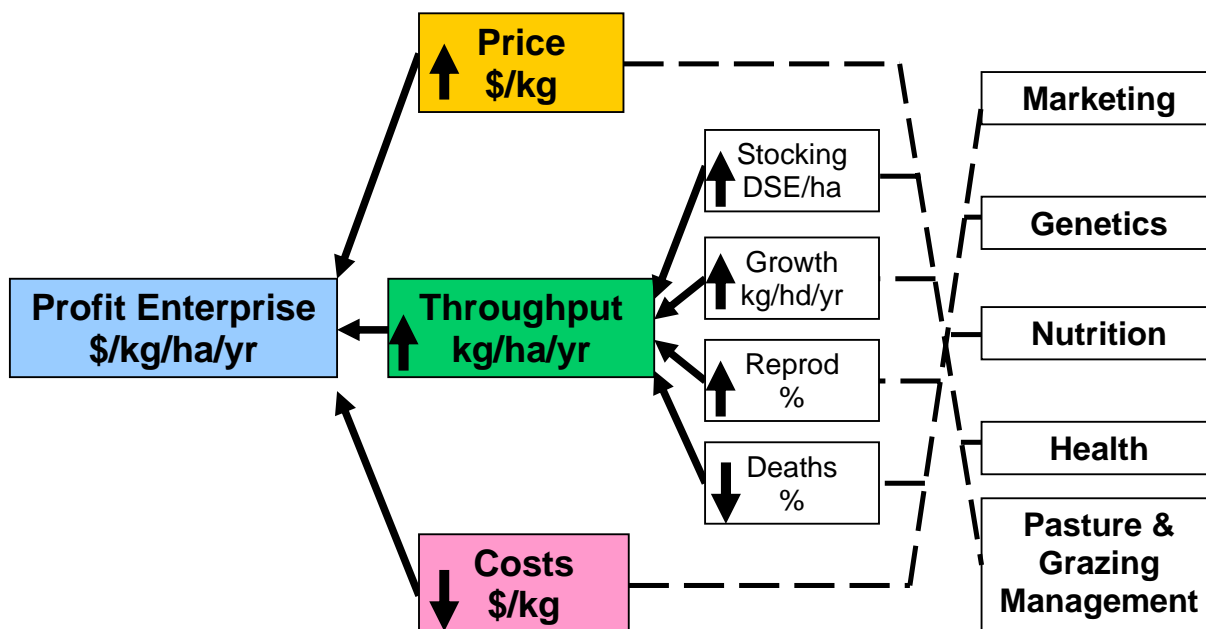 Price
$/kg
Marketing
Stocking
DSE/ha
Genetics
Growth
kg/hd/yr
Profit Enterprise
$/kg/ha/yr
Throughput
kg/ha/yr
Nutrition
Reprod
%
Health
Deaths
%
Pasture &
Grazing
Management
Costs
$/kg